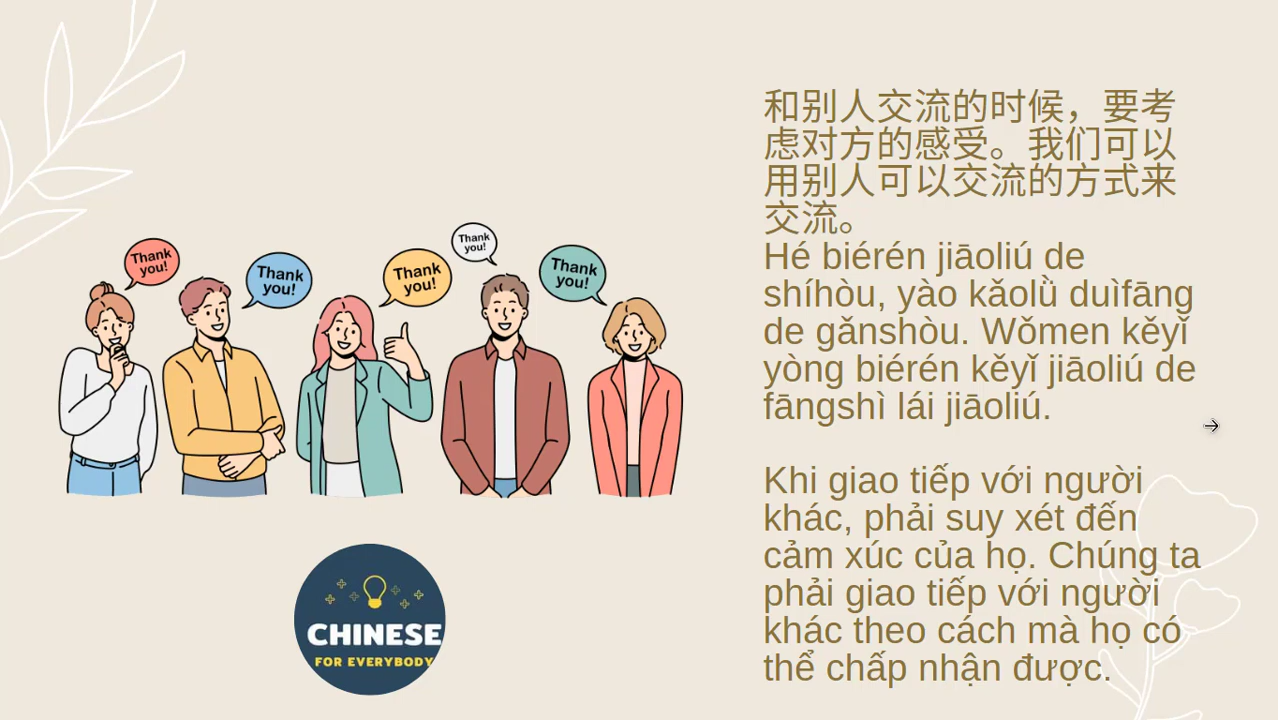 Thank
you!
Thank
you!
Thank
you!
Thank
you!
Thank
you!
CHINESE
FOR EVERYBODY
和别人交流的时候，要考
虑对方的感受。我们可以
用别人可以交流的方式来
交流。
Hé biérén jiāoliú de
shíhòu, yào kǎolǜ duìfāng
de gǎnshòu. Wǒmen kěyǐ
yòng biérén kěyǐ jiāoliú de
fāngshì lái jiāoliú.
Khi giao tiếp với người
khác, phải suy xét đến
cảm xúc của họ. Chúng ta
phải giao tiếp với người
khác theo cách mà họ có
thể chấp nhận được.